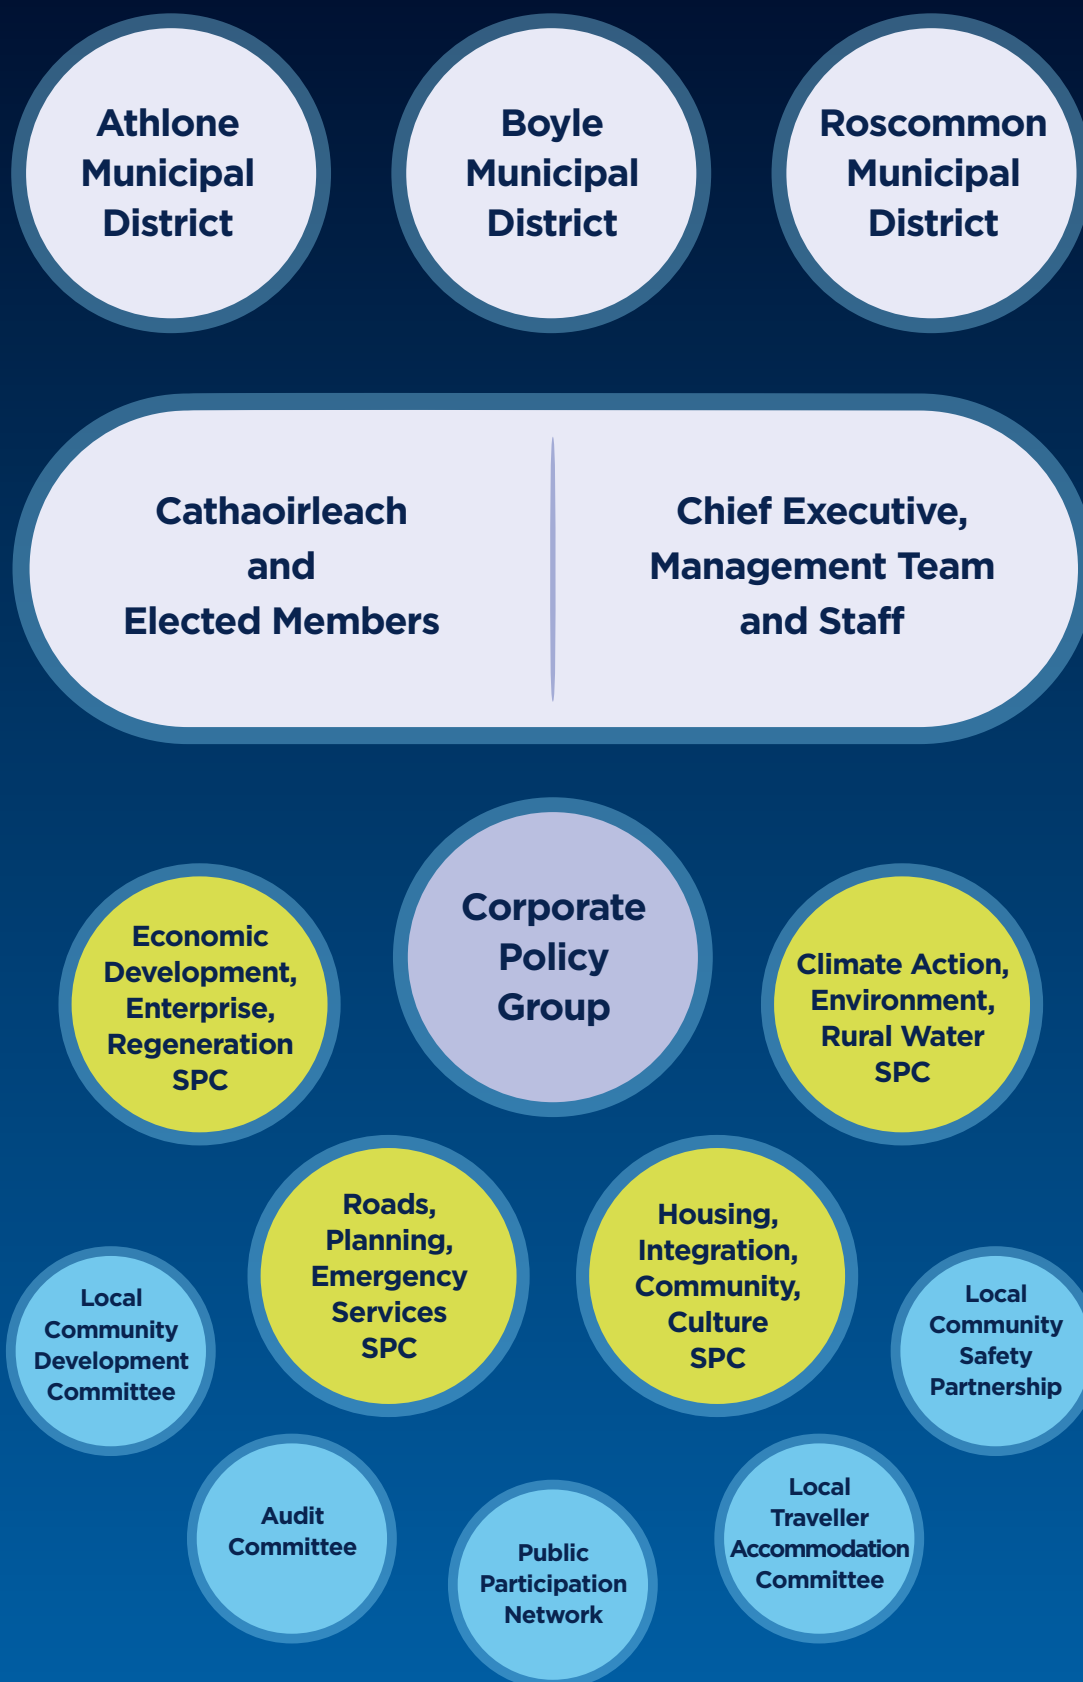 Athlone
Municipal
District
Boyle
Municipal
District
Roscommon
Municipal
District
Cathaoirleach
and
Elected Members
Chief Executive,
Management Team
and Staff
Corporate
Policy
Group
Economic
Development,
Enterprise,
Regeneration
SPC
Climate Action,
Environment,
Rural Water
SPC
Roads,
Planning,
Emergency
Services
SPC
Housing,
Integration,
Community,
Culture
SPC
Local
Community
Development
Committee
Local
Community
Safety
Partnership
Audit
Committee
Public
Participation
Network
Local
Traveller
Accommodation
Committee